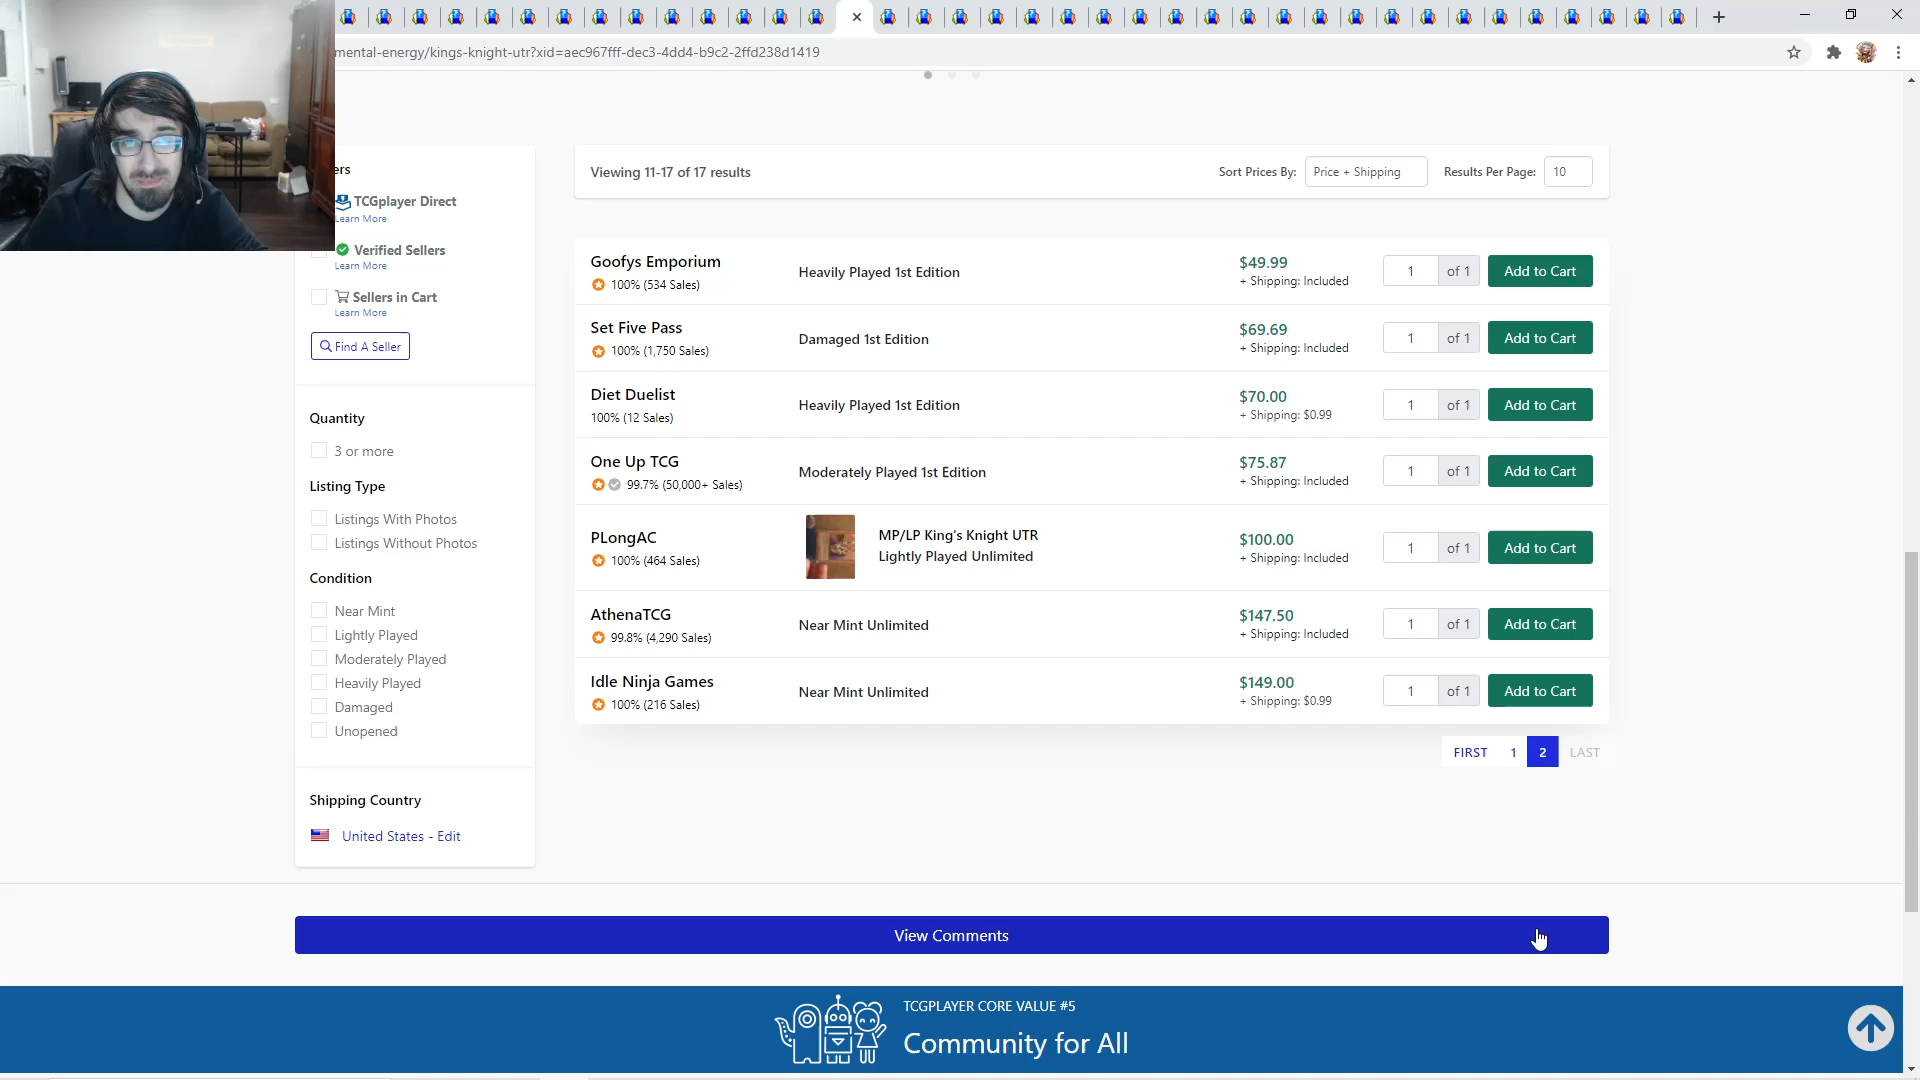 mental-energy/kings-knight-utr?xid=aec967fff-dec3-4dd4-b9c2-2ffd238d1419
ers
TCGplayer Direct
Learn More
Verified Sellers
Learn More
Sellers in Cart
Learn More
Find A Seller
Quantity
3 or more
Listing Type
Listings With Photos
Listings Without Photos
Condition
Near Mint
Lightly Played
Moderately Played
Heavily Played
Damaged
Unopened
Shipping Country
United States - Edit
Viewing 11-17 of 17 results
Sort Prices By: Price + Shipping Results Per Page: 10
Goofys Emporium
100% (534 Sales)
Heavily Played 1st Edition
$49.99
+ Shipping: Included
1 of 1 Add to Cart
Set Five Pass
100% (1,750 Sales)
Damaged 1st Edition
$69.69
+ Shipping: Included
1 of 1 Add to Cart
Diet Duelist
100% (12 Sales)
Heavily Played 1st Edition
$70.00
+ Shipping: $0.99
1 of 1 Add to Cart
One Up TCG
99.7% (50,000+ Sales)
Moderately Played 1st Edition
$75.87
+ Shipping: Included
1 of 1 Add to Cart
PLongAC
100% (464 Sales)
MP/LP King's Knight UTR
Lightly Played Unlimited
$100.00
+ Shipping: Included
1 of 1 Add to Cart
AthenaTCG
99.8% (4,290 Sales)
Near Mint Unlimited
$147.50
+ Shipping: Included
1 of 1 Add to Cart
Idle Ninja Games
100% (216 Sales)
Near Mint Unlimited
$149.00
+ Shipping: $0.99
1 of 1 Add to Cart
FIRST 1 2 LAST
View Comments
TCGPLAYER CORE VALUE #5
Community for All